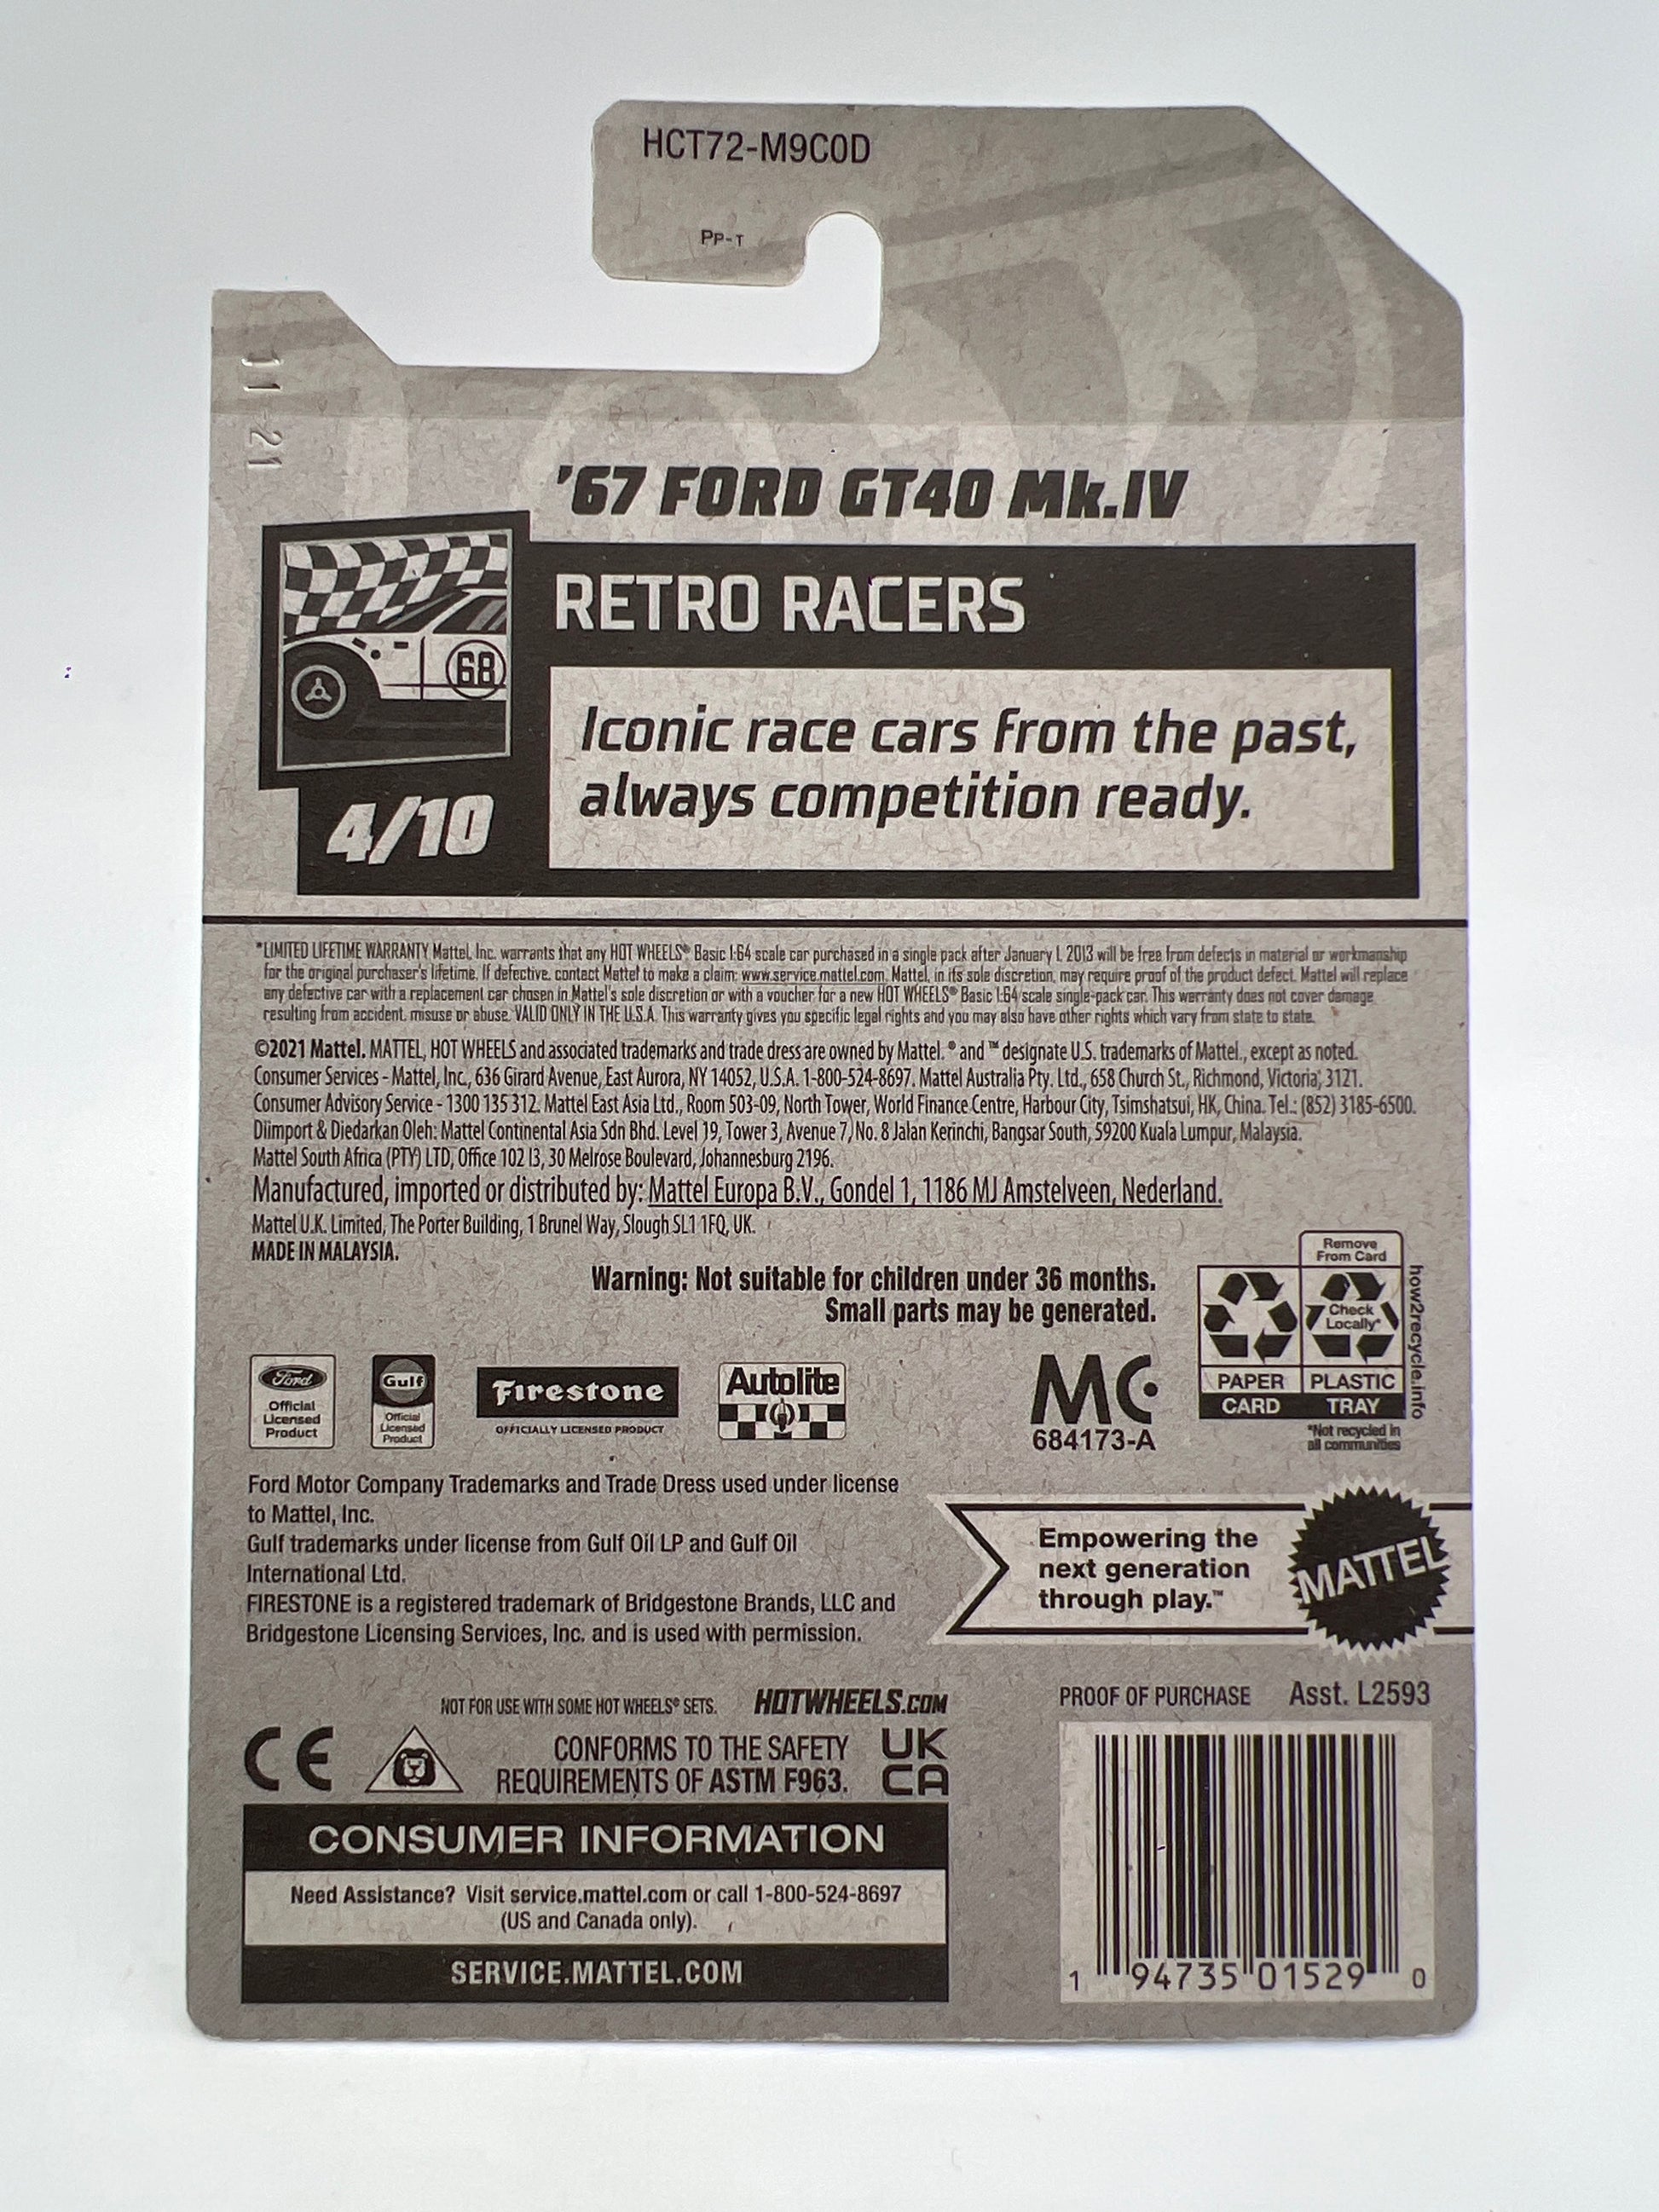 HCT72-M9C0D
PP-T
11-21
'67 FORD GT40 Mk.IV
RETRO RACERS
68
Iconic race cars from the past,
always competition ready.
4/10
*LIMITED LIFETIME WARRANTY Mattel, Inc. warrants that any HOT WHEELS® Basic 1:64 scale car purchased in a single pack after January 1, 2013 will be free from defects in material or workmanship
for the original purchaser's lifetime. If defective, contact Mattel to make a claim: www.service.mattel.com. Mattel, in its sole discretion, may require proof of the product defect. Mattel will replace
any defective car with a replacement car chosen in Mattel's sole discretion or with a voucher for a new HOT WHEELS® Basic 1:64 scale single-pack car. This warranty does not cover damage
resulting from accident, misuse or abuse. VALID ONLY IN THE U.S.A. This warranty gives you specific legal rights and you may also have other rights which vary from state to state.
©2021 Mattel. MATTEL, HOT WHEELS and associated trademarks and trade dress are owned by Mattel. ® and ™ designate U.S. trademarks of Mattel., except as noted.
Consumer Services - Mattel, Inc., 636 Girard Avenue, East Aurora, NY 14052, U.S.A. 1-800-524-8697. Mattel Australia Pty. Ltd., 658 Church St., Richmond, Victoria, 3121.
Consumer Advisory Service - 1300 135 312. Mattel East Asia Ltd., Room 503-09, North Tower, World Finance Centre, Harbour City, Tsimshatsui, HK, China. Tel.: (852) 3185-6500.
Diimport & Diedarkan Oleh: Mattel Continental Asia Sdn Bhd. Level 19, Tower 3, Avenue 7, No. 8 Jalan Kerinchi, Bangsar South, 59200 Kuala Lumpur, Malaysia.
Mattel South Africa (PTY) LTD, Office 102 I3, 30 Melrose Boulevard, Johannesburg 2196.
Manufactured, imported or distributed by: Mattel Europa B.V., Gondel 1, 1186 MJ Amstelveen, Nederland.
Mattel U.K. Limited, The Porter Building, 1 Brunel Way, Slough SL1 1FQ, UK.
MADE IN MALAYSIA.
Warning: Not suitable for children under 36 months.
Small parts may be generated.
Remove
From Card
Check
Locally*
PAPER
CARD
PLASTIC
TRAY
how2recycle.info
*Not recycled in
all communities
Ford
Official
Licensed
Product
Gulf
Official
Licensed
Product
Firestone
OFFICIALLY LICENSED PRODUCT
Autolite
MC
684173-A
Ford Motor Company Trademarks and Trade Dress used under license
to Mattel, Inc.
Gulf trademarks under license from Gulf Oil LP and Gulf Oil
International Ltd.
FIRESTONE is a registered trademark of Bridgestone Brands, LLC and
Bridgestone Licensing Services, Inc. and is used with permission.
Empowering the
next generation
through play.™
MATTEL
NOT FOR USE WITH SOME HOT WHEELS® SETS. HOTWHEELS.COM
CE
CONFORMS TO THE SAFETY
REQUIREMENTS OF ASTM F963.
UK
CA
PROOF OF PURCHASE Asst. L2593
CONSUMER INFORMATION
Need Assistance? Visit service.mattel.com or call 1-800-524-8697
(US and Canada only).
SERVICE.MATTEL.COM
1 94735 01529 0